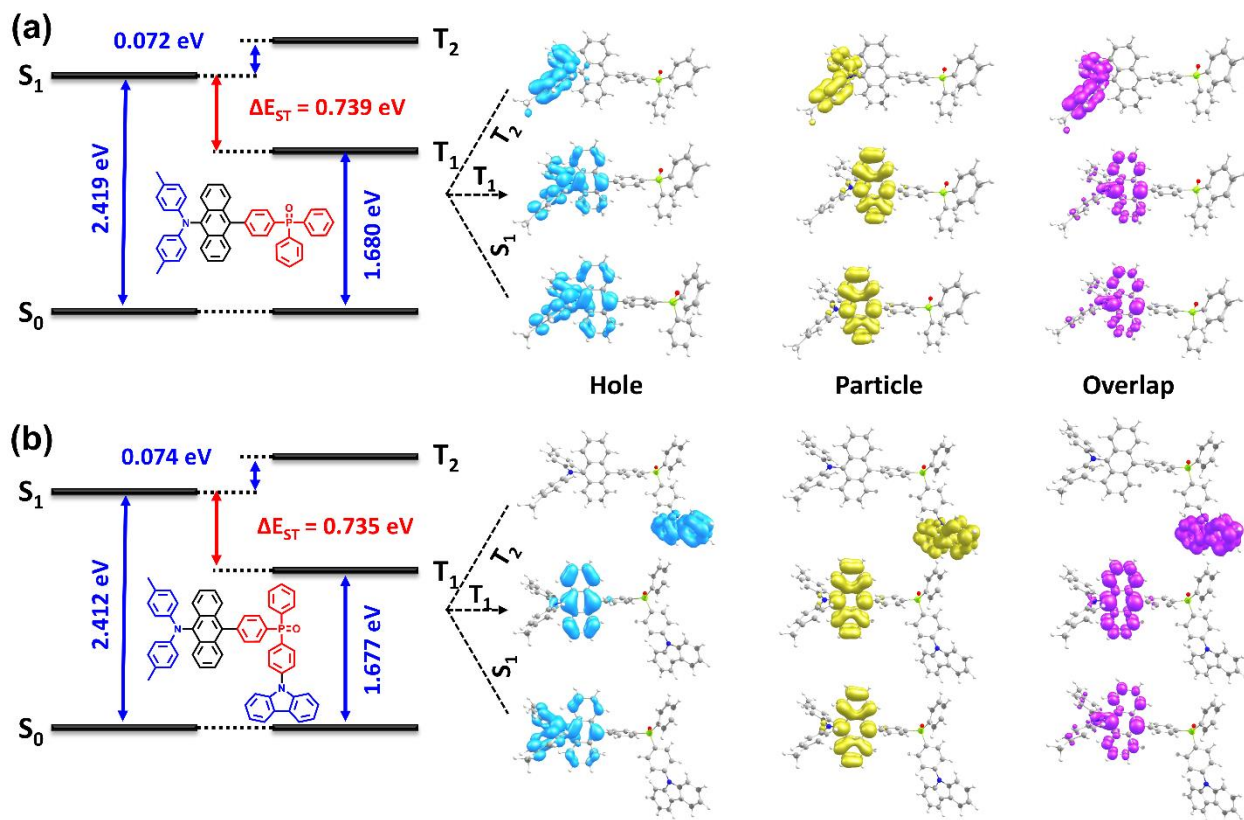 (a)
0.072 eV
T2
S1
ΔEST = 0.739 eV
T1
2.419 eV
1.680 eV
N
P
O
S0
T2
T1
S1
Hole
Particle
Overlap
(b)
0.074 eV
T2
S1
ΔEST = 0.735 eV
T1
2.412 eV
1.677 eV
N
P=O
N
S0
T2
T1
S1